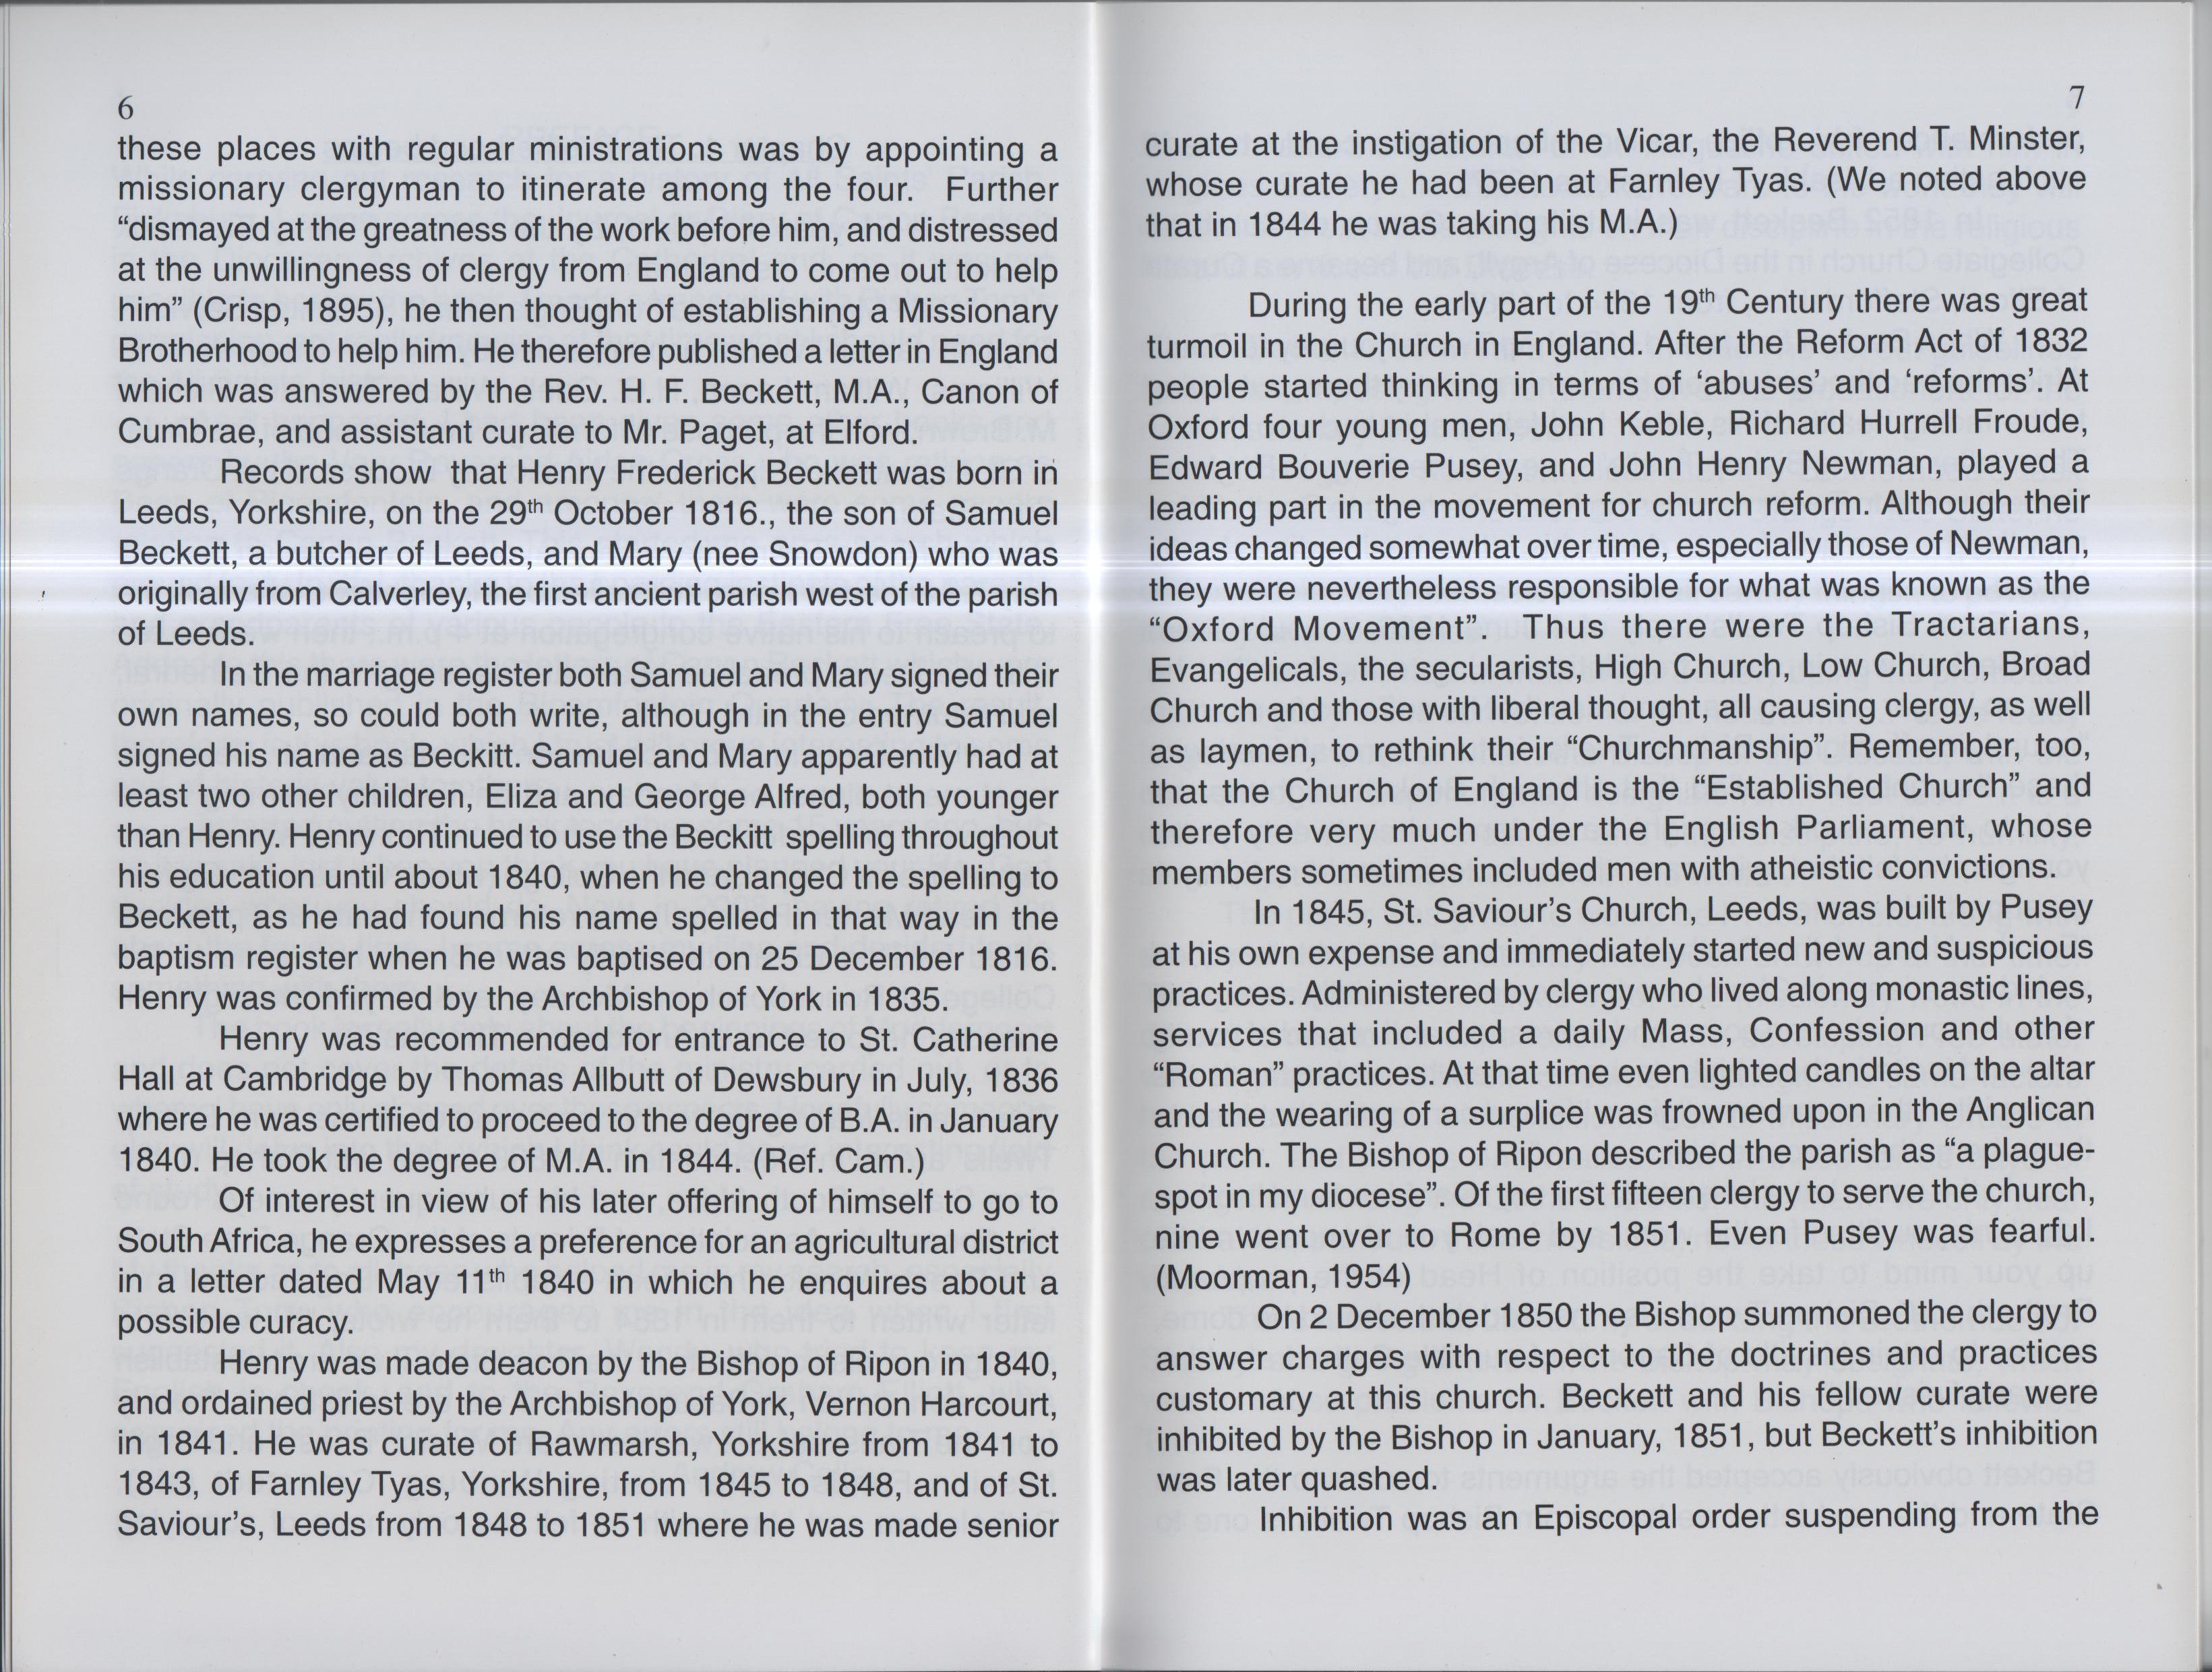 6
these places with regular ministrations was by appointing a
missionary clergyman to itinerate among the four. Further
“dismayed at the greatness of the work before him, and distressed
at the unwillingness of clergy from England to come out to help
him” (Crisp, 1895), he then thought of establishing a Missionary
Brotherhood to help him. He therefore published a letter in England
which was answered by the Rev. H. F. Beckett, M.A., Canon of
Cumbrae, and assistant curate to Mr. Paget, at Elford.
Records show that Henry Frederick Beckett was born in
Leeds, Yorkshire, on the 29th October 1816., the son of Samuel
Beckett, a butcher of Leeds, and Mary (nee Snowdon) who was
originally from Calverley, the first ancient parish west of the parish
of Leeds.
In the marriage register both Samuel and Mary signed their
own names, so could both write, although in the entry Samuel
signed his name as Beckitt. Samuel and Mary apparently had at
least two other children, Eliza and George Alfred, both younger
than Henry. Henry continued to use the Beckitt spelling throughout
his education until about 1840, when he changed the spelling to
Beckett, as he had found his name spelled in that way in the
baptism register when he was baptised on 25 December 1816.
Henry was confirmed by the Archbishop of York in 1835.
Henry was recommended for entrance to St. Catherine
Hall at Cambridge by Thomas Allbutt of Dewsbury in July, 1836
where he was certified to proceed to the degree of B.A. in January
1840. He took the degree of M.A. in 1844. (Ref. Cam.)
Of interest in view of his later offering of himself to go to
South Africa, he expresses a preference for an agricultural district
in a letter dated May 11th 1840 in which he enquires about a
possible curacy.
Henry was made deacon by the Bishop of Ripon in 1840,
and ordained priest by the Archbishop of York, Vernon Harcourt,
in 1841. He was curate of Rawmarsh, Yorkshire from 1841 to
1843, of Farnley Tyas, Yorkshire, from 1845 to 1848, and of St.
Saviour’s, Leeds from 1848 to 1851 where he was made senior
7
curate at the instigation of the Vicar, the Reverend T. Minster,
whose curate he had been at Farnley Tyas. (We noted above
that in 1844 he was taking his M.A.)
During the early part of the 19th Century there was great
turmoil in the Church in England. After the Reform Act of 1832
people started thinking in terms of ‘abuses’ and ‘reforms’. At
Oxford four young men, John Keble, Richard Hurrell Froude,
Edward Bouverie Pusey, and John Henry Newman, played a
leading part in the movement for church reform. Although their
ideas changed somewhat over time, especially those of Newman,
they were nevertheless responsible for what was known as the
“Oxford Movement”. Thus there were the Tractarians,
Evangelicals, the secularists, High Church, Low Church, Broad
Church and those with liberal thought, all causing clergy, as well
as laymen, to rethink their “Churchmanship”. Remember, too,
that the Church of England is the “Established Church” and
therefore very much under the English Parliament, whose
members sometimes included men with atheistic convictions.
In 1845, St. Saviour’s Church, Leeds, was built by Pusey
at his own expense and immediately started new and suspicious
practices. Administered by clergy who lived along monastic lines,
services that included a daily Mass, Confession and other
“Roman” practices. At that time even lighted candles on the altar
and the wearing of a surplice was frowned upon in the Anglican
Church. The Bishop of Ripon described the parish as“a plague-
spot in my diocese”. Of the first fifteen clergy to serve the church,
nine went over to Rome by 1851. Even Pusey was fearful.
(Moorman, 1954)
On 2 December 1850 the Bishop summoned the clergy to
answer charges with respect to the doctrines and practices
customary at this church. Beckett and his fellow curate were
inhibited by the Bishop in January, 1851, but Beckett’s inhibition
was later quashed.
Inhibition was an Episcopal order suspending from the